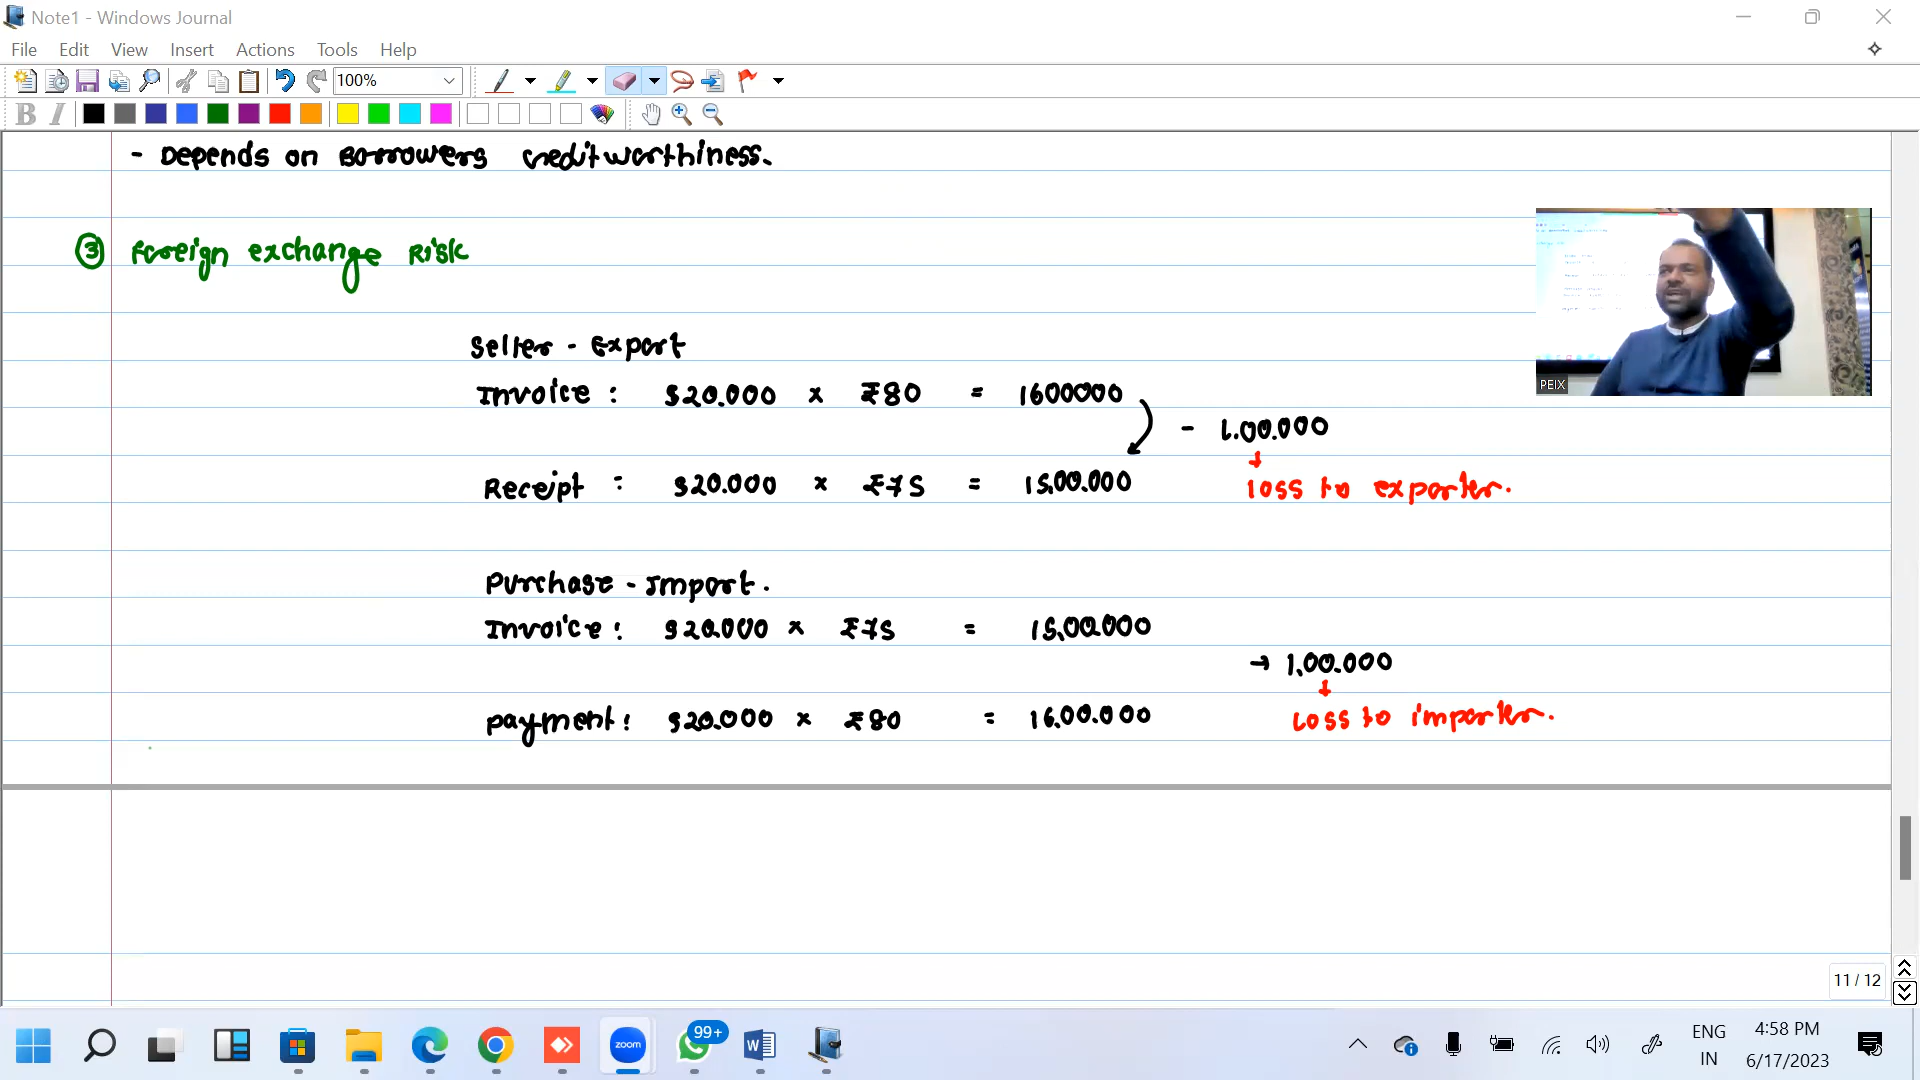 Note1 - Windows Journal
File Edit View Insert Actions Tools Help
100%
B I
- Depends on Borrowers creditworthiness.
③ Foreign exchange Risk
Seller - Export
Invoice : $20.000 x ₹80 = 1600000
- 1.00.000
Receipt : $20.000 x ₹75 = 15,00.000
loss to exporter.
Purchase - Import.
Invoice : $20.000 x ₹75 = 15,00.000
→ 1,00.000
payment : $20.000 x ₹80 = 16,00.000
Loss to importer.
PEIX
11 / 12
zoom
99+
W
ENG
IN
4:58 PM
6/17/2023